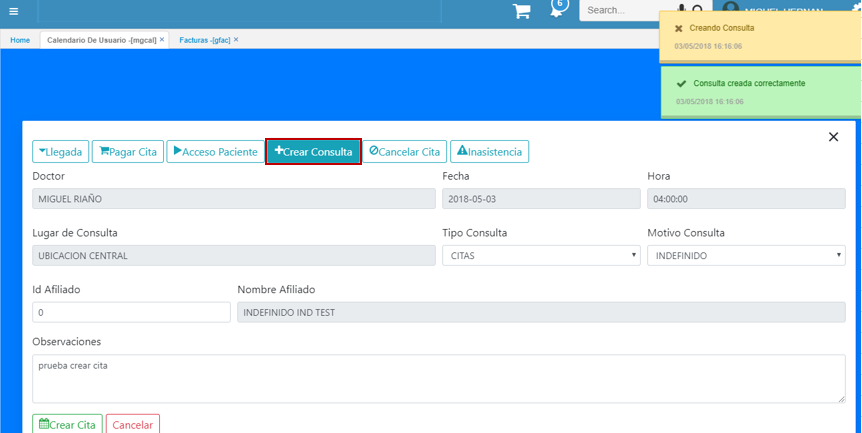 6
Search...
MIGUEL HERNAN
Creando Consulta
03/05/2018 16:16:06
Home
Calendario De Usuario -[mgcal] ×
Facturas -[gfac] ×
Consulta creada correctamente
03/05/2018 16:16:06
Llegada
Pagar Cita
Acceso Paciente
Crear Consulta
Cancelar Cita
Inasistencia
Doctor
Fecha
Hora
MIGUEL RIAÑO
2018-05-03
04:00:00
Lugar de Consulta
Tipo Consulta
Motivo Consulta
UBICACION CENTRAL
CITAS
INDEFINIDO
Id Afiliado
Nombre Afiliado
0
INDEFINIDO IND TEST
Observaciones
prueba crear cita
Crear Cita
Cancelar